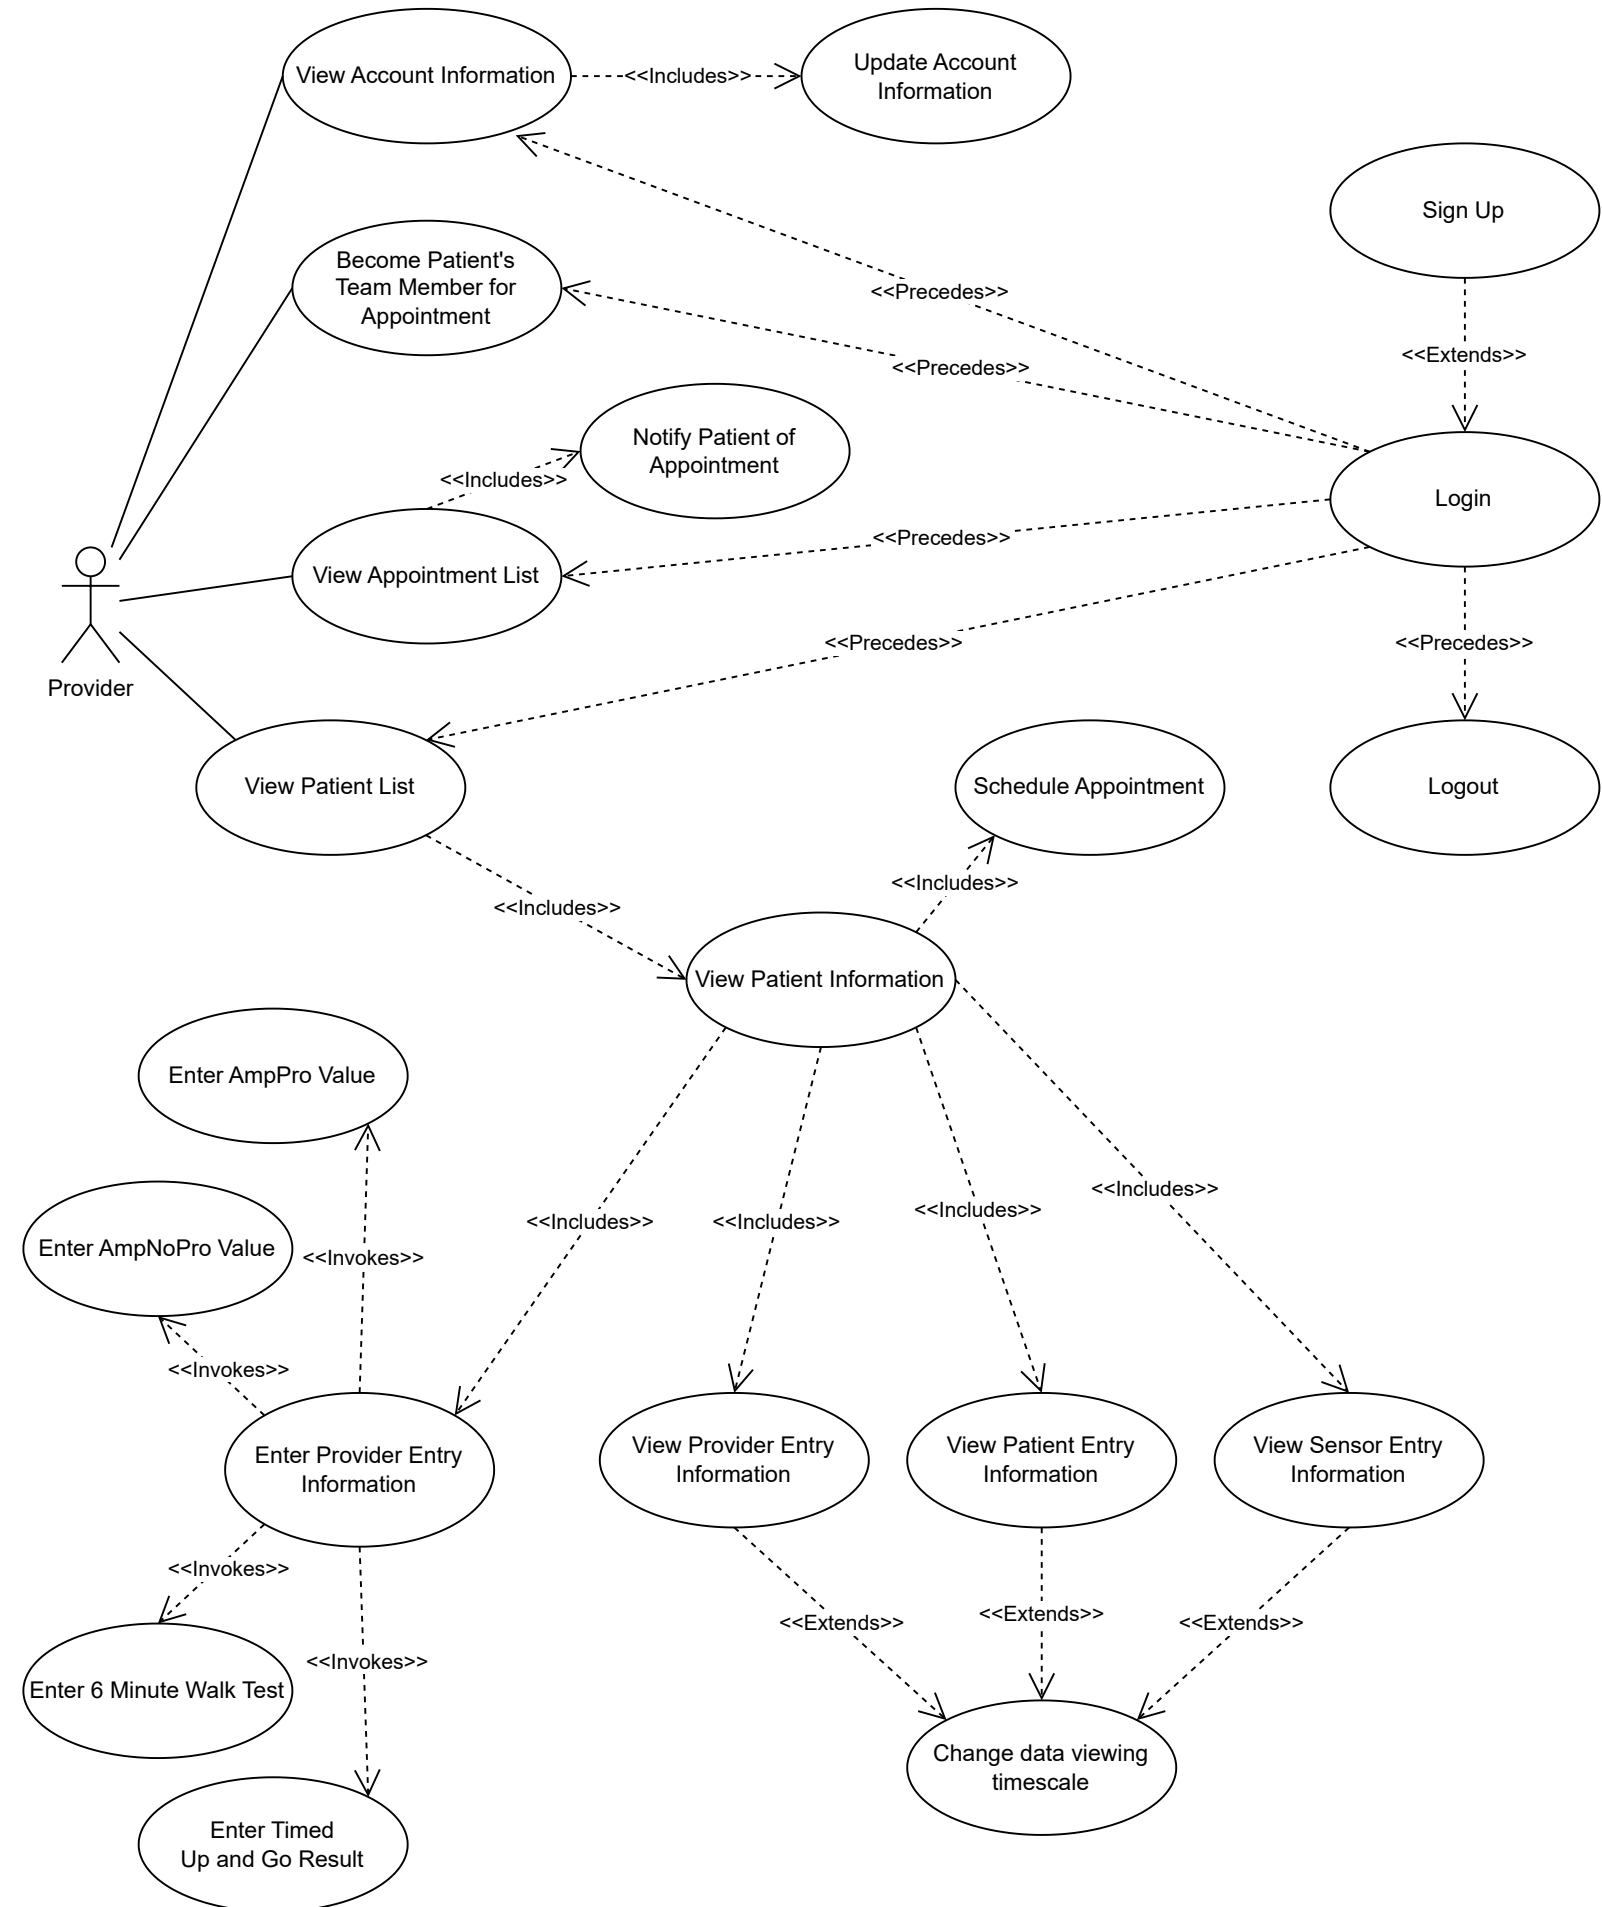 View Account Information
<<Includes>>
Update Account
Information
Sign Up
Become Patient's
Team Member for
Appointment
<<Precedes>>
<<Precedes>>
<<Extends>>
Notify Patient of
Appointment
<<Includes>>
Login
<<Precedes>>
View Appointment List
<<Precedes>>
<<Precedes>>
Provider
View Patient List
Schedule Appointment
Logout
<<Includes>>
<<Includes>>
View Patient Information
Enter AmpPro Value
<<Includes>>
<<Includes>>
<<Includes>>
<<Includes>>
Enter AmpNoPro Value
<<Invokes>>
<<Invokes>>
Enter Provider Entry
Information
View Provider Entry
Information
View Patient Entry
Information
View Sensor Entry
Information
<<Invokes>>
<<Extends>>
<<Extends>>
<<Extends>>
<<Invokes>>
Enter 6 Minute Walk Test
Change data viewing
timescale
Enter Timed
Up and Go Result